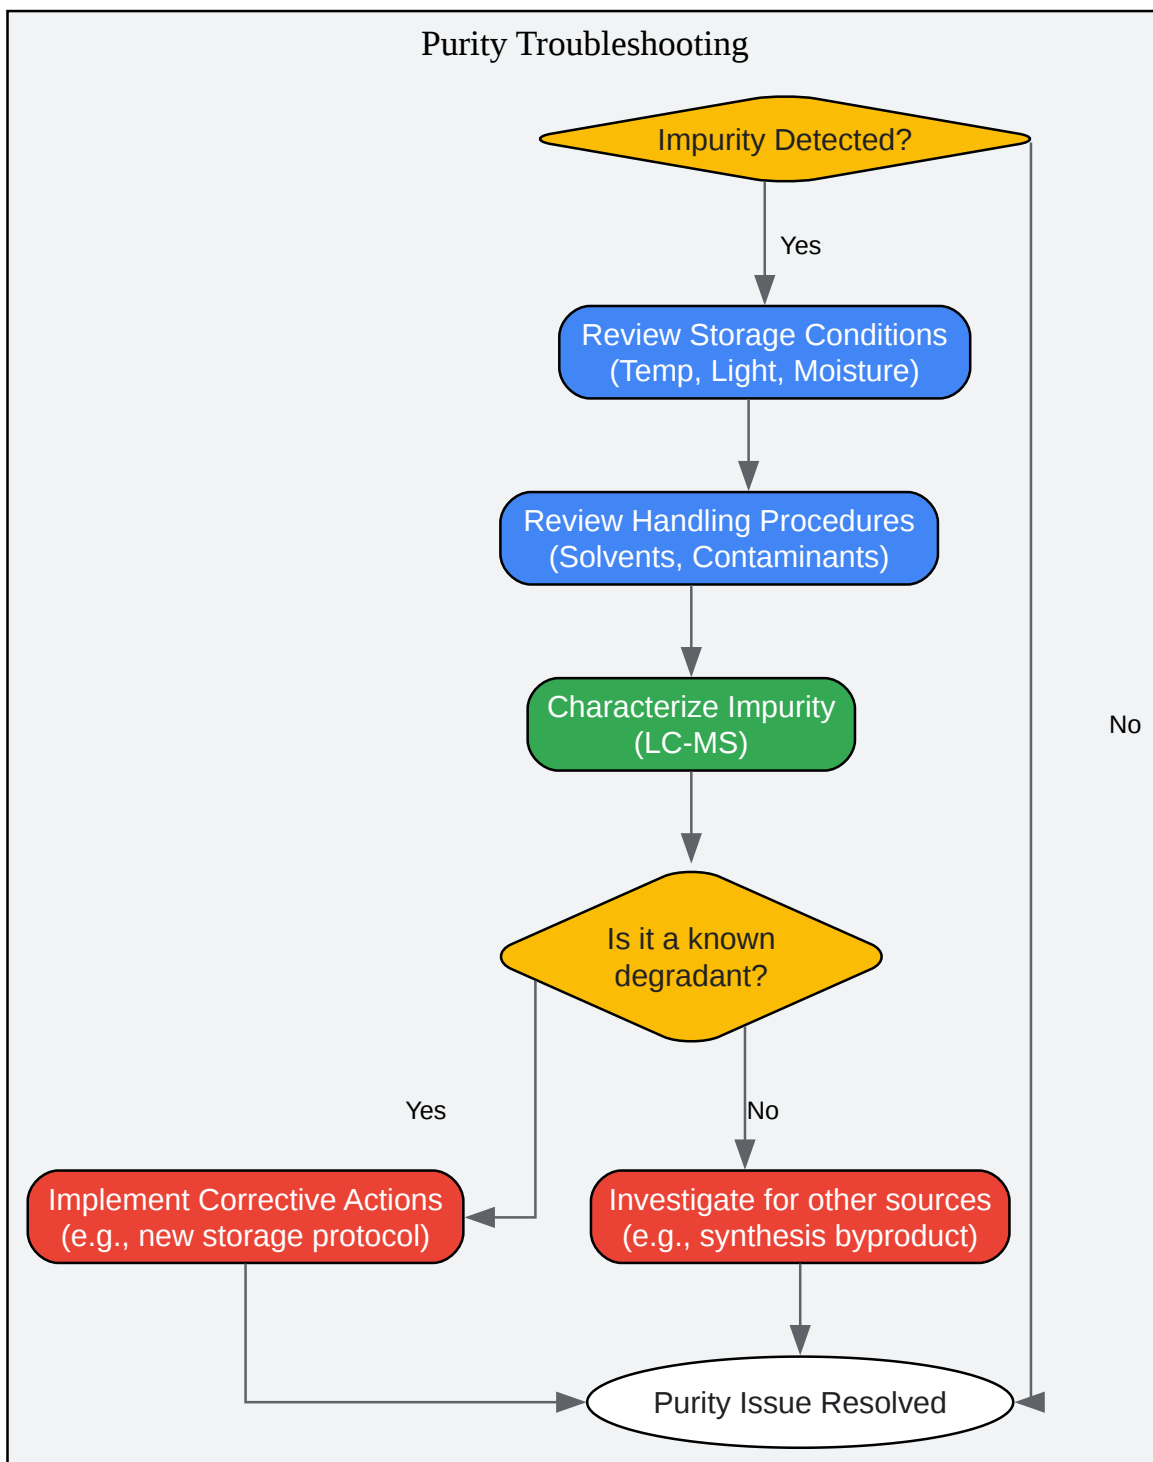 Purity Troubleshooting
Impurity Detected?
Yes
Review Storage Conditions
(Temp, Light, Moisture)
Review Handling Procedures
(Solvents, Contaminants)
Characterize Impurity
(LC-MS)
No
Is it a known
degradant?
Yes
No
Implement Corrective Actions
(e.g., new storage protocol)
Investigate for other sources
(e.g., synthesis byproduct)
Purity Issue Resolved